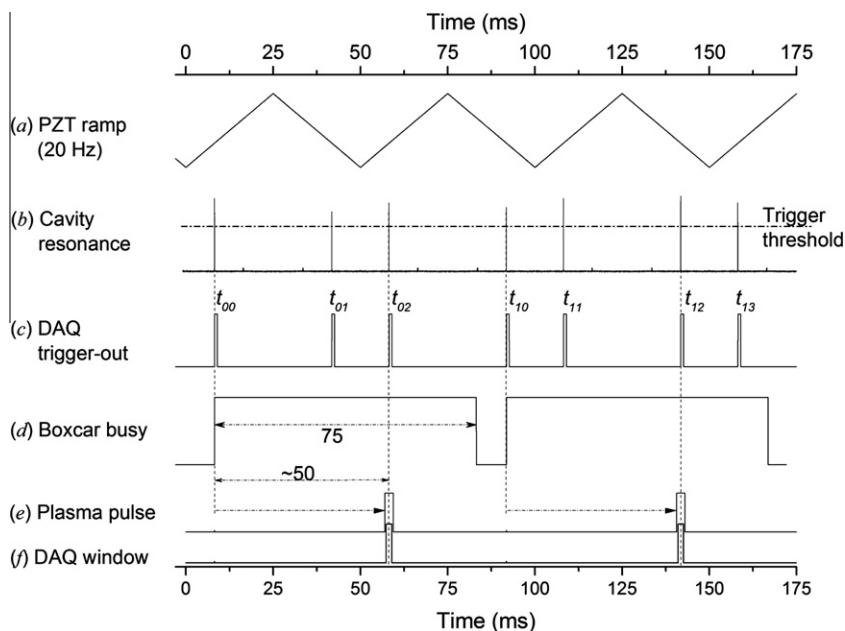 Time (ms)
0 25 50 75 100 125 150 175
(a) PZT ramp
(20 Hz)
(b) Cavity
resonance
Trigger
threshold
t00 t01 t02 t10 t11 t12 t13
(c) DAQ
trigger-out
(d) Boxcar busy
75
~50
(e) Plasma pulse
(f) DAQ window
0 25 50 75 100 125 150 175
Time (ms)